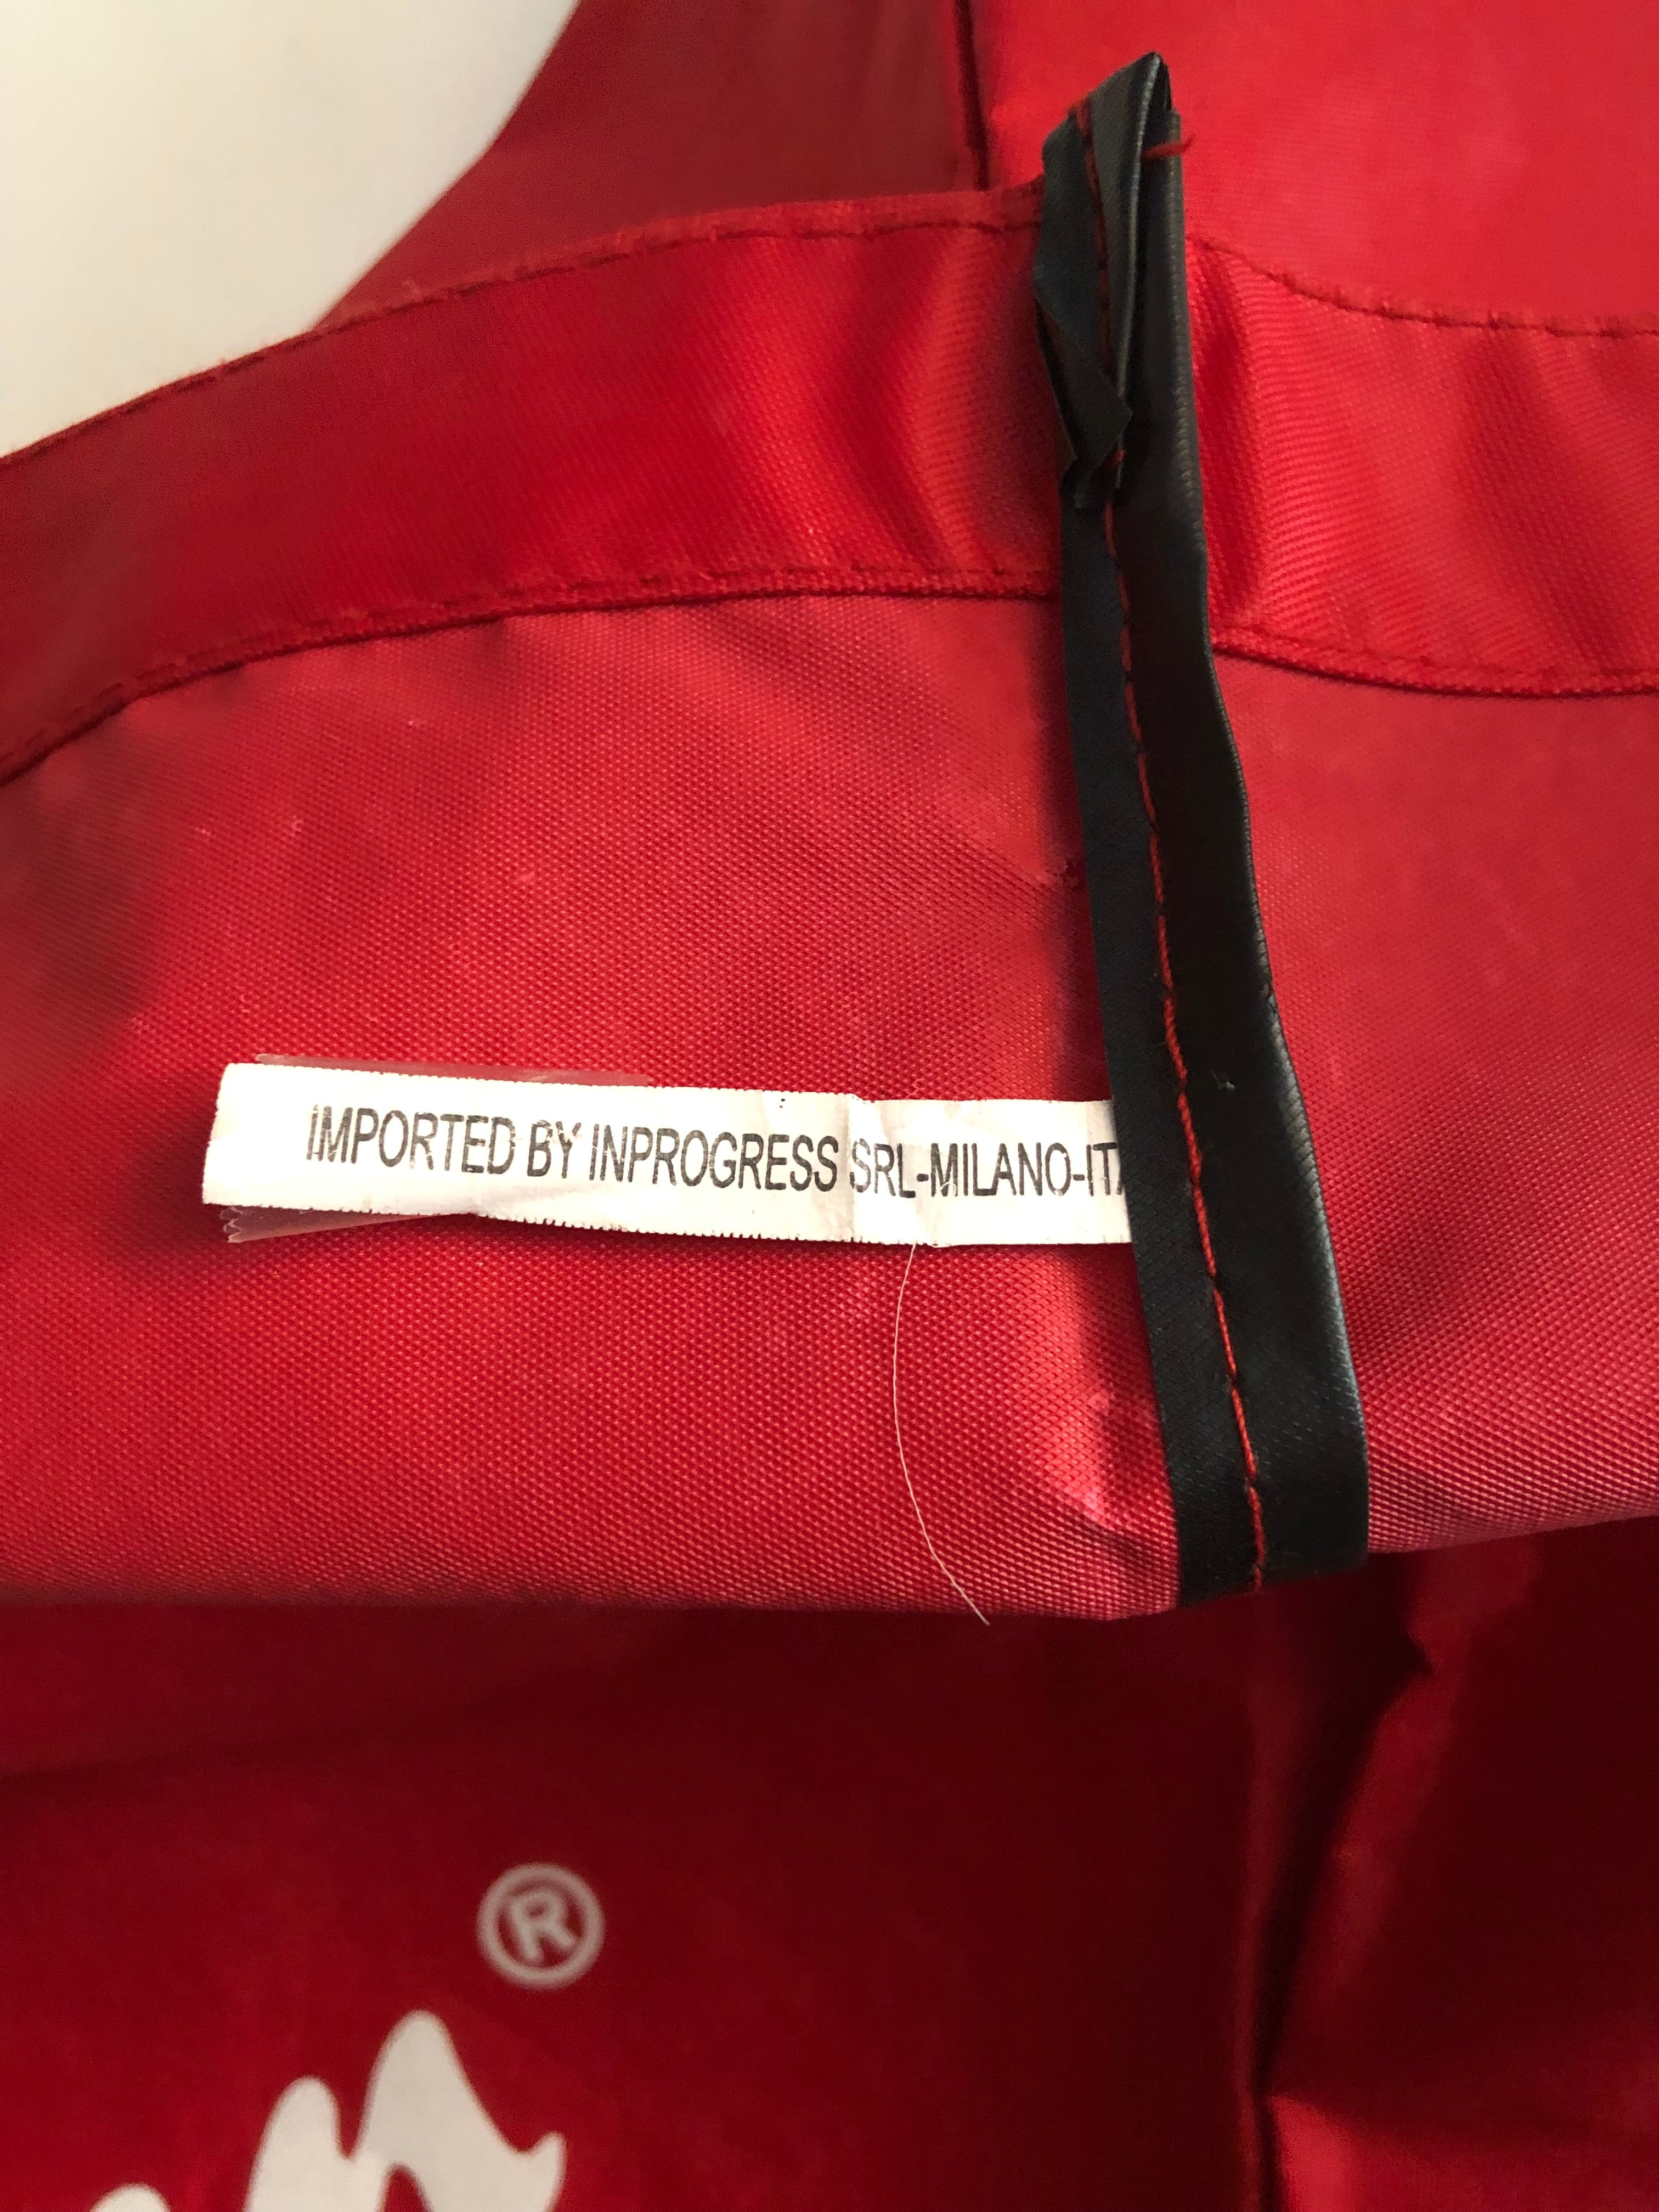 IMPORTED BY INPROGRESS SRL-MILANO-ITA
®